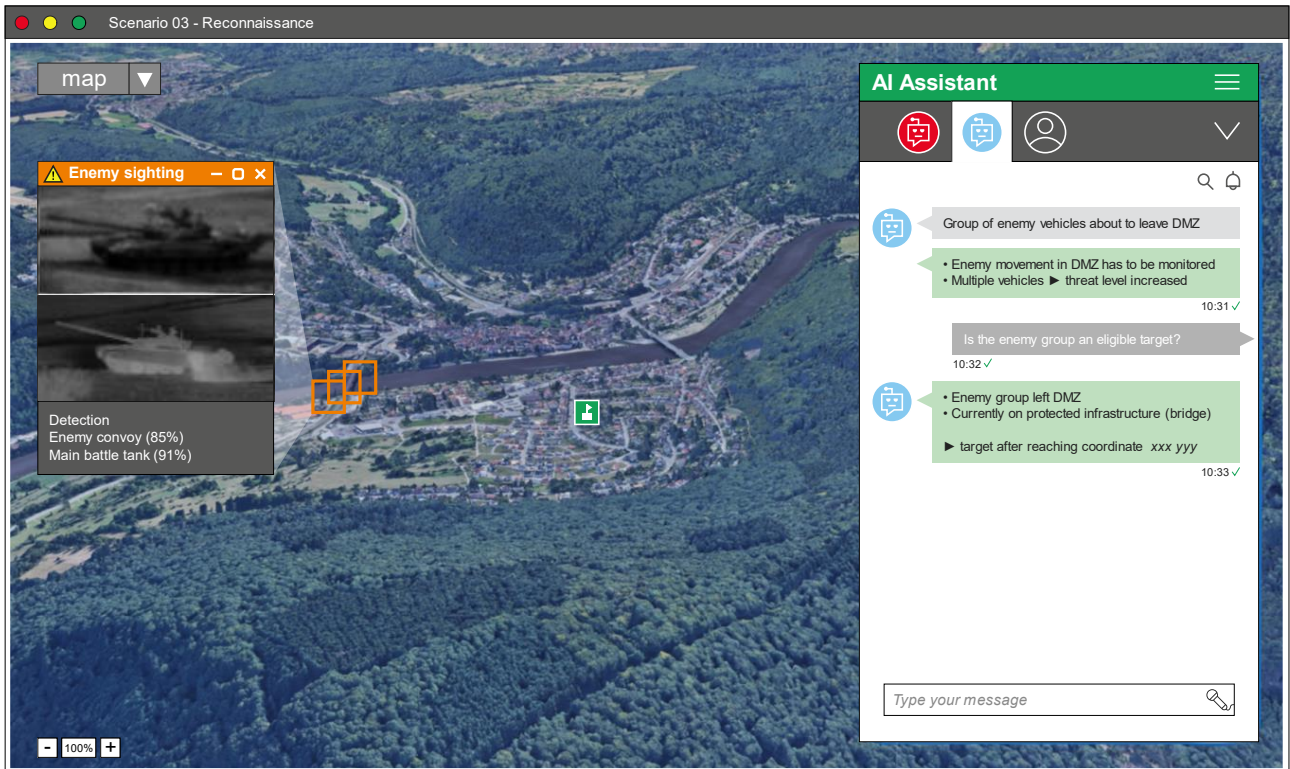 Scenario 03 - Reconnaissance
map ▼
Enemy sighting
Detection
Enemy convoy (85%)
Main battle tank (91%)
- 100% +
AI Assistant
Group of enemy vehicles about to leave DMZ
• Enemy movement in DMZ has to be monitored
• Multiple vehicles ► threat level increased
10:31 ✓
Is the enemy group an eligible target?
10:32 ✓
• Enemy group left DMZ
• Currently on protected infrastructure (bridge)
► target after reaching coordinate xxx yyy
10:33 ✓
Type your message